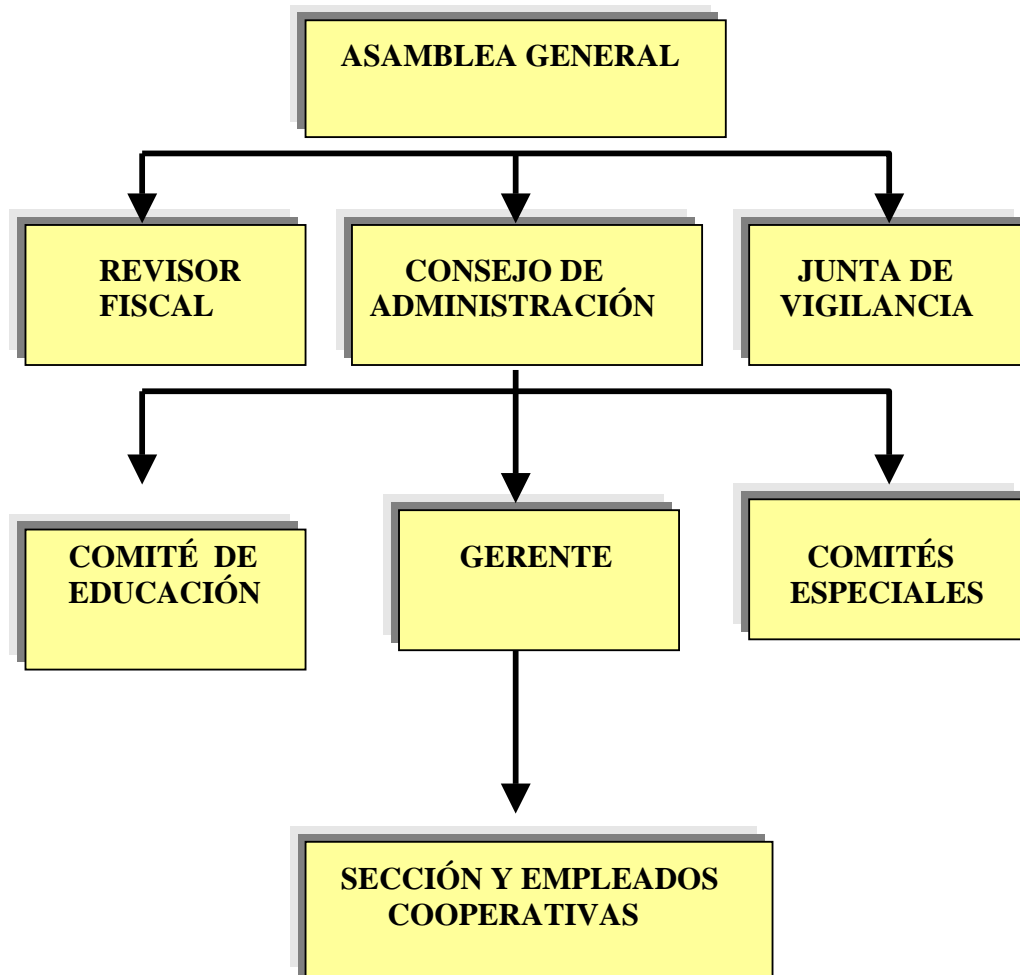 ASAMBLEA GENERAL
REVISOR
FISCAL
CONSEJO DE
ADMINISTRACIÓN
JUNTA DE
VIGILANCIA
COMITÉ DE
EDUCACIÓN
GERENTE
COMITÉS
ESPECIALES
SECCIÓN Y EMPLEADOS
COOPERATIVAS